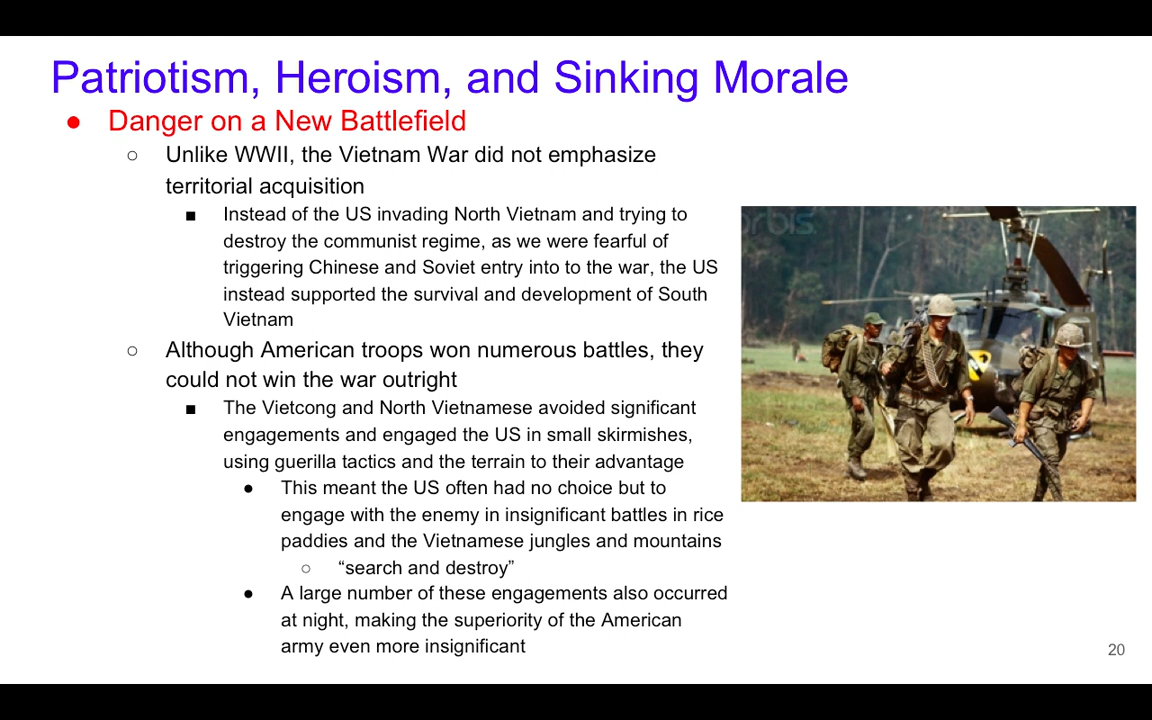 Patriotism, Heroism, and Sinking Morale
● Danger on a New Battlefield
○ Unlike WWII, the Vietnam War did not emphasize
territorial acquisition
■ Instead of the US invading North Vietnam and trying to
destroy the communist regime, as we were fearful of
triggering Chinese and Soviet entry into to the war, the US
instead supported the survival and development of South
Vietnam
○ Although American troops won numerous battles, they
could not win the war outright
■ The Vietcong and North Vietnamese avoided significant
engagements and engaged the US in small skirmishes,
using guerilla tactics and the terrain to their advantage
● This meant the US often had no choice but to
engage with the enemy in insignificant battles in rice
paddies and the Vietnamese jungles and mountains
○ “search and destroy”
● A large number of these engagements also occurred
at night, making the superiority of the American
army even more insignificant
orbis
20